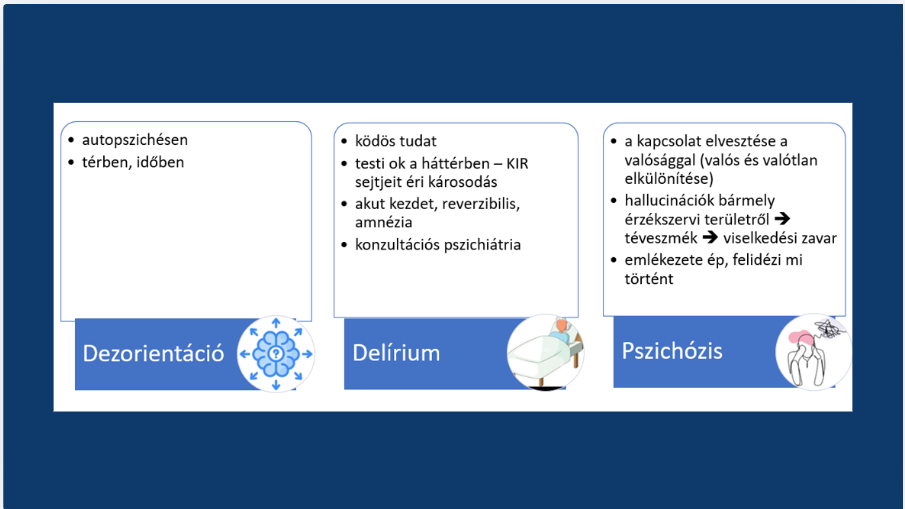 • autopszichésen
• térben, időben
Dezorientáció
?
• ködös tudat
• testi ok a háttérben – KIR
sejtjeit éri károsodás
• akut kezdet, reverzibilis,
amnézia
• konzultációs pszichiátria
Delírium
• a kapcsolat elvesztése a
valósággal (valós és valótlan
elkülönítése)
• hallucinációk bármely
érzékszervi területről ➔
téveszmék ➔ viselkedési zavar
• emlékezete ép, felidézi mi
történt
Pszichózis